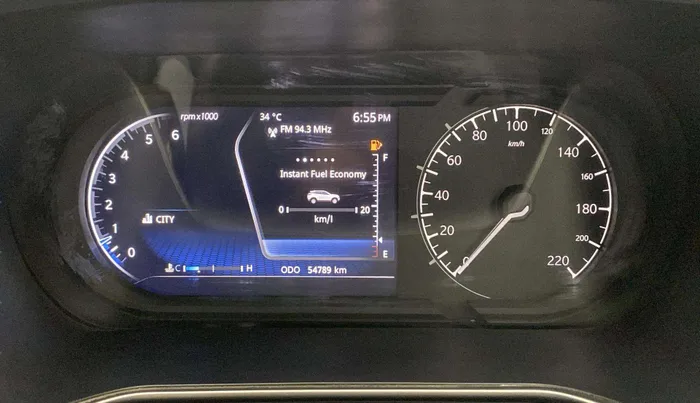 rpm x1000
6
5
4
3
2
1
0
CITY
C H
34 °C
6:55 PM
FM 94.3 MHz
F
Instant Fuel Economy
0 20
km/l
E
ODO 54789 km
0
20
40
60
80
100
120
140
160
180
200
220
km/h